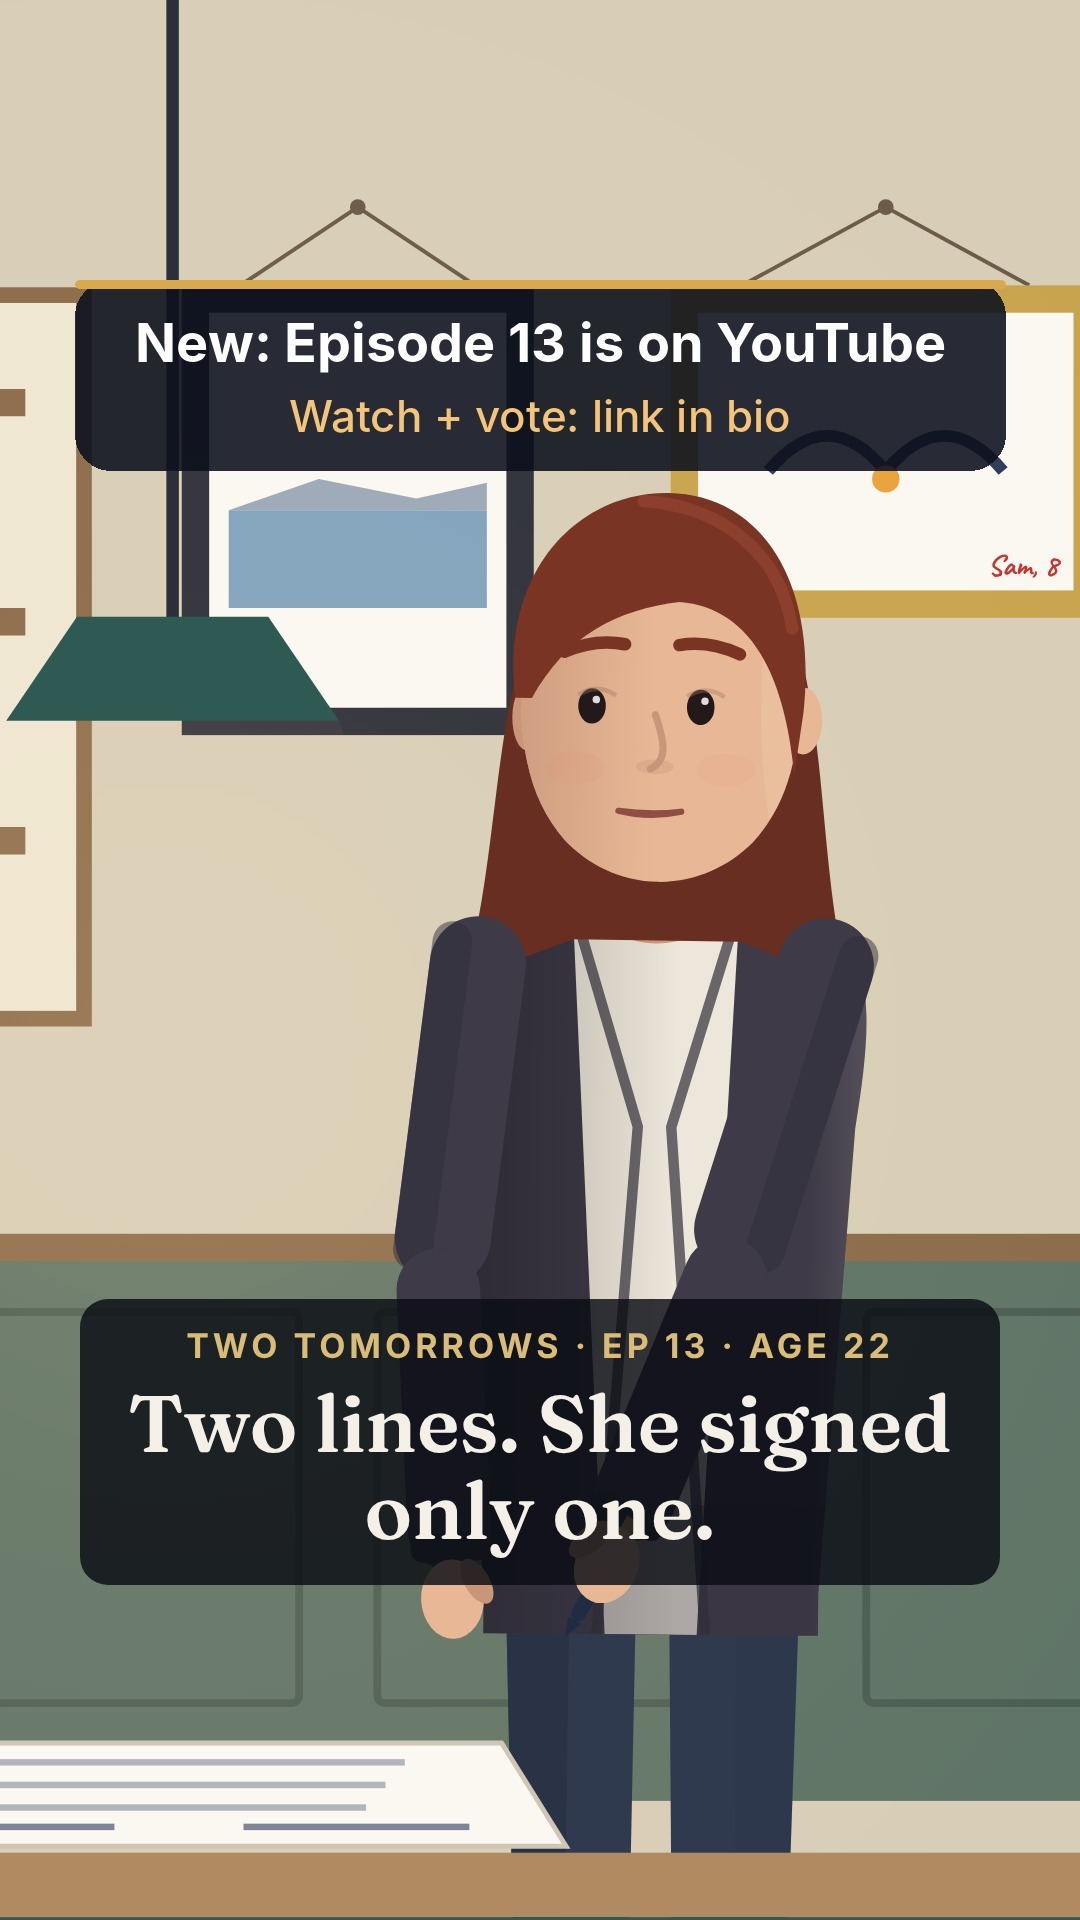 New: Episode 13 is on YouTube
Watch + vote: link in bio
Sam, 8
TWO TOMORROWS · EP 13 · AGE 22
Two lines. She signed
only one.